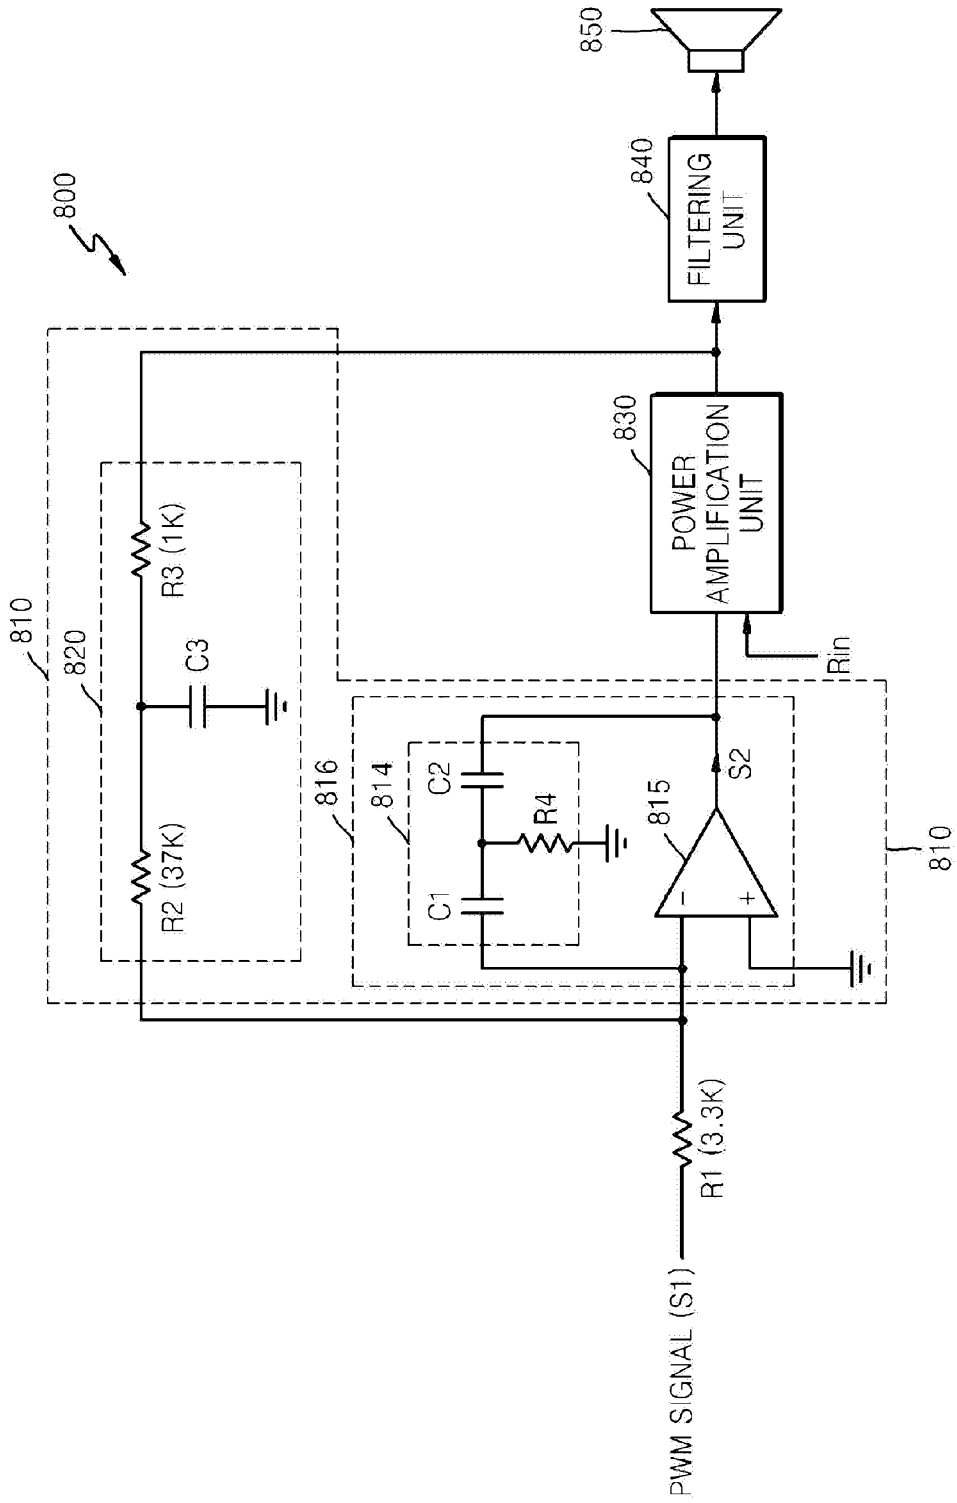 800
810
820
R2 (37K)
R3 (1K)
C3
816
814
C1
C2
R4
815
S2
-
+
810
PWM SIGNAL (S1)
R1 (3.3K)
Rin
830
POWER
AMPLIFICATION
UNIT
840
FILTERING
UNIT
850